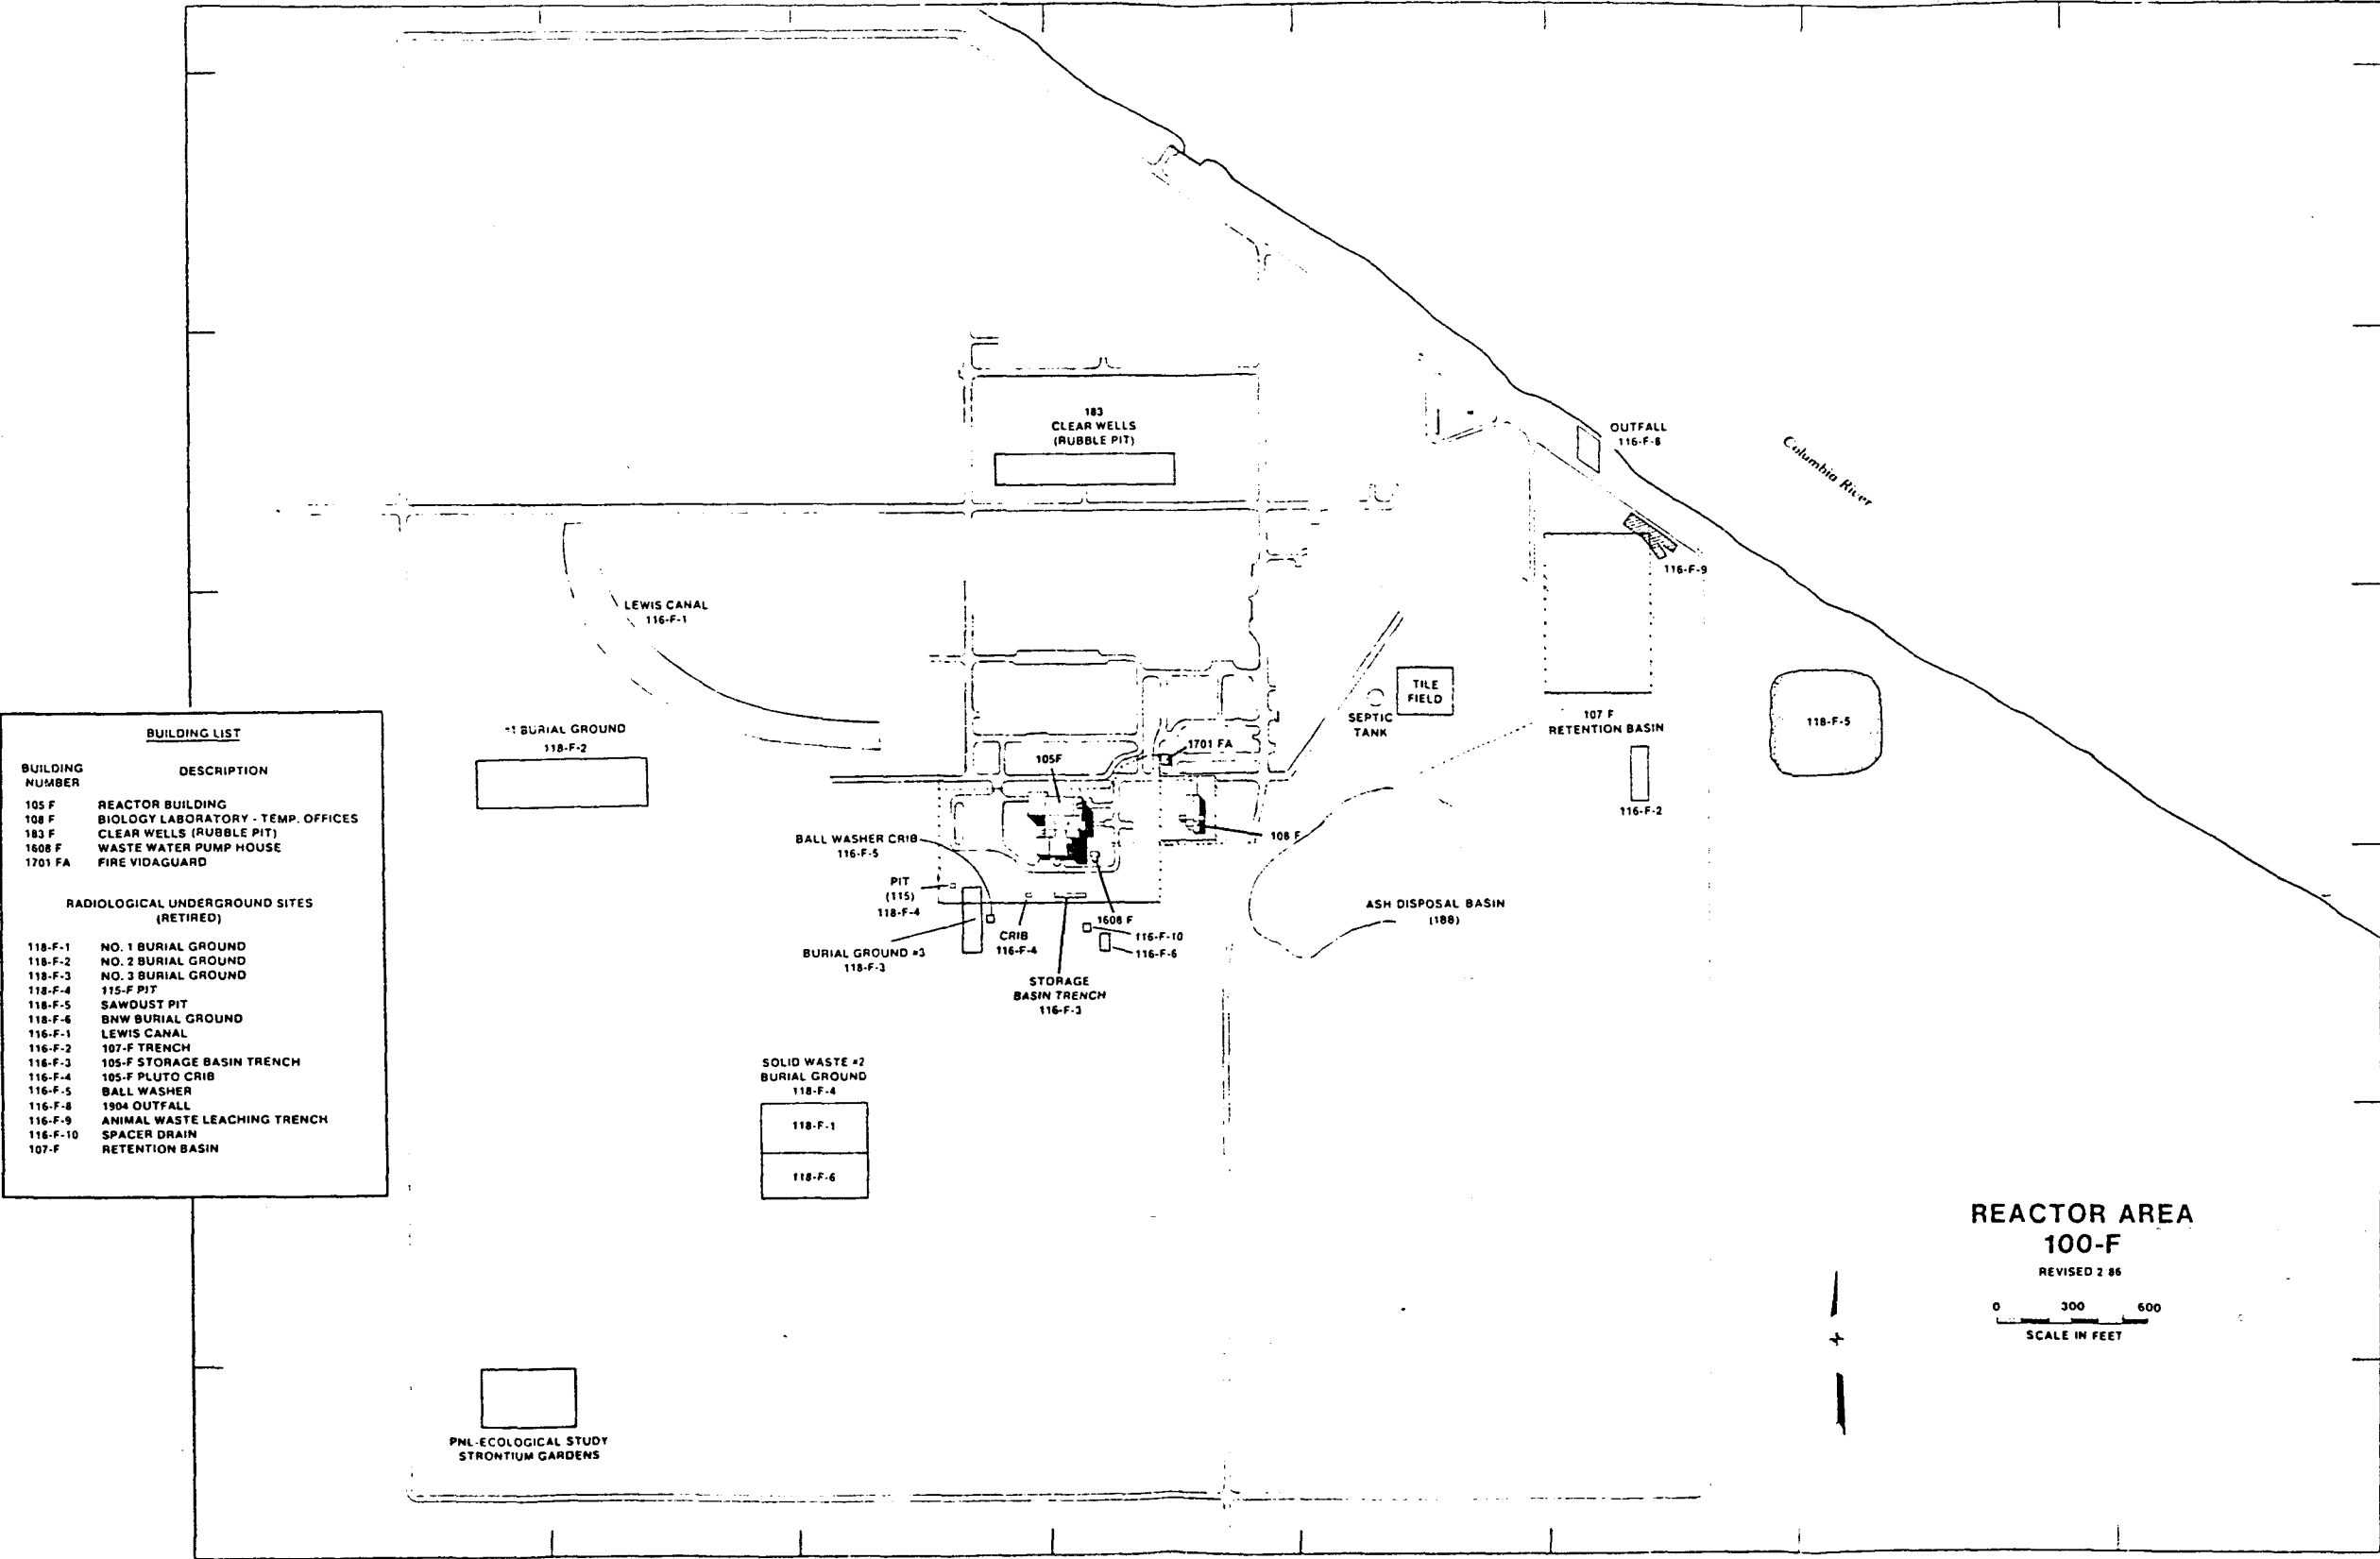 183
CLEAR WELLS
(RUBBLE PIT)
OUTFALL
116-F-8
Columbia River
116-F-9
LEWIS CANAL
116-F-1
TILE
FIELD
SEPTIC
TANK
107 F
RETENTION BASIN
118-F-5
116-F-2
BURIAL GROUND
118-F-2
1701 FA
105F
108 F
BALL WASHER CRIB
116-F-5
PIT
(115)
118-F-4
BURIAL GROUND #3
118-F-3
CRIB
116-F-4
1608 F
116-F-10
116-F-6
STORAGE
BASIN TRENCH
116-F-3
ASH DISPOSAL BASIN
(188)
SOLID WASTE #2
BURIAL GROUND
118-F-4
118-F-1
118-F-6
PNL-ECOLOGICAL STUDY
STRONTIUM GARDENS
BUILDING LIST
BUILDING NUMBER DESCRIPTION
105 F REACTOR BUILDING
108 F BIOLOGY LABORATORY - TEMP. OFFICES
183 F CLEAR WELLS (RUBBLE PIT)
1608 F WASTE WATER PUMP HOUSE
1701 FA FIRE VIDAGUARD
RADIOLOGICAL UNDERGROUND SITES
(RETIRED)
118-F-1 NO. 1 BURIAL GROUND
118-F-2 NO. 2 BURIAL GROUND
118-F-3 NO. 3 BURIAL GROUND
118-F-4 115-F PIT
118-F-5 SAWDUST PIT
118-F-6 BNW BURIAL GROUND
116-F-1 LEWIS CANAL
116-F-2 107-F TRENCH
116-F-3 105-F STORAGE BASIN TRENCH
116-F-4 105-F PLUTO CRIB
116-F-5 BALL WASHER
116-F-8 1904 OUTFALL
116-F-9 ANIMAL WASTE LEACHING TRENCH
116-F-10 SPACER DRAIN
107-F RETENTION BASIN
REACTOR AREA
100-F
REVISED 2 86
0 300 600
SCALE IN FEET